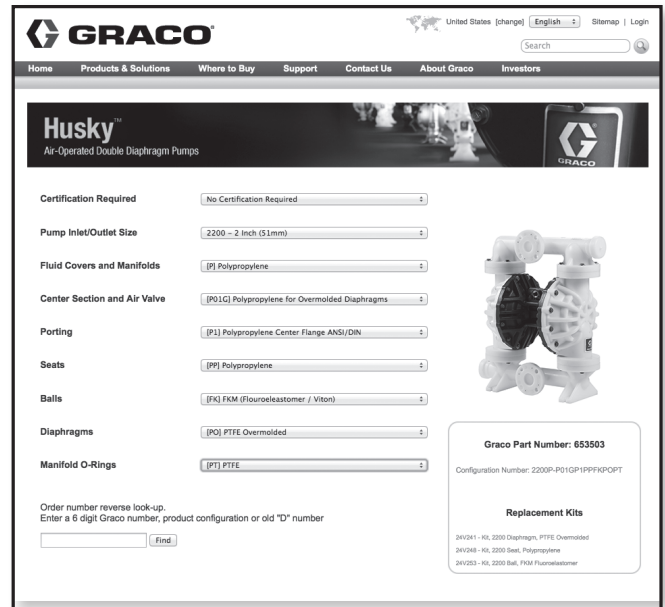 United States [change] English Sitemap | Login
GRACO
Search
Home Products & Solutions Where to Buy Support Contact Us About Graco Investors
Husky™
Air-Operated Double Diaphragm Pumps
GRACO
Certification Required No Certification Required
Pump Inlet/Outlet Size 2200 – 2 Inch (51mm)
Fluid Covers and Manifolds [P] Polypropylene
Center Section and Air Valve [P01G] Polypropylene for Overmolded Diaphragms
Porting [P1] Polypropylene Center Flange ANSI/DIN
Seats [PP] Polypropylene
Balls [FK] FKM (Flouroeleastomer / Viton)
Diaphragms [PO] PTFE Overmolded
Manifold O-Rings [PT] PTFE
Order number reverse look-up.
Enter a 6 digit Graco number, product configuration or old "D" number
Find
Graco Part Number: 653503
Configuration Number: 2200P-P01GP1PPFKPOPT
Replacement Kits
24V241 - Kit, 2200 Diaphragm, PTFE Overmolded
24V248 - Kit, 2200 Seat, Polypropylene
24V253 - Kit, 2200 Ball, FKM Fluoroelastomer